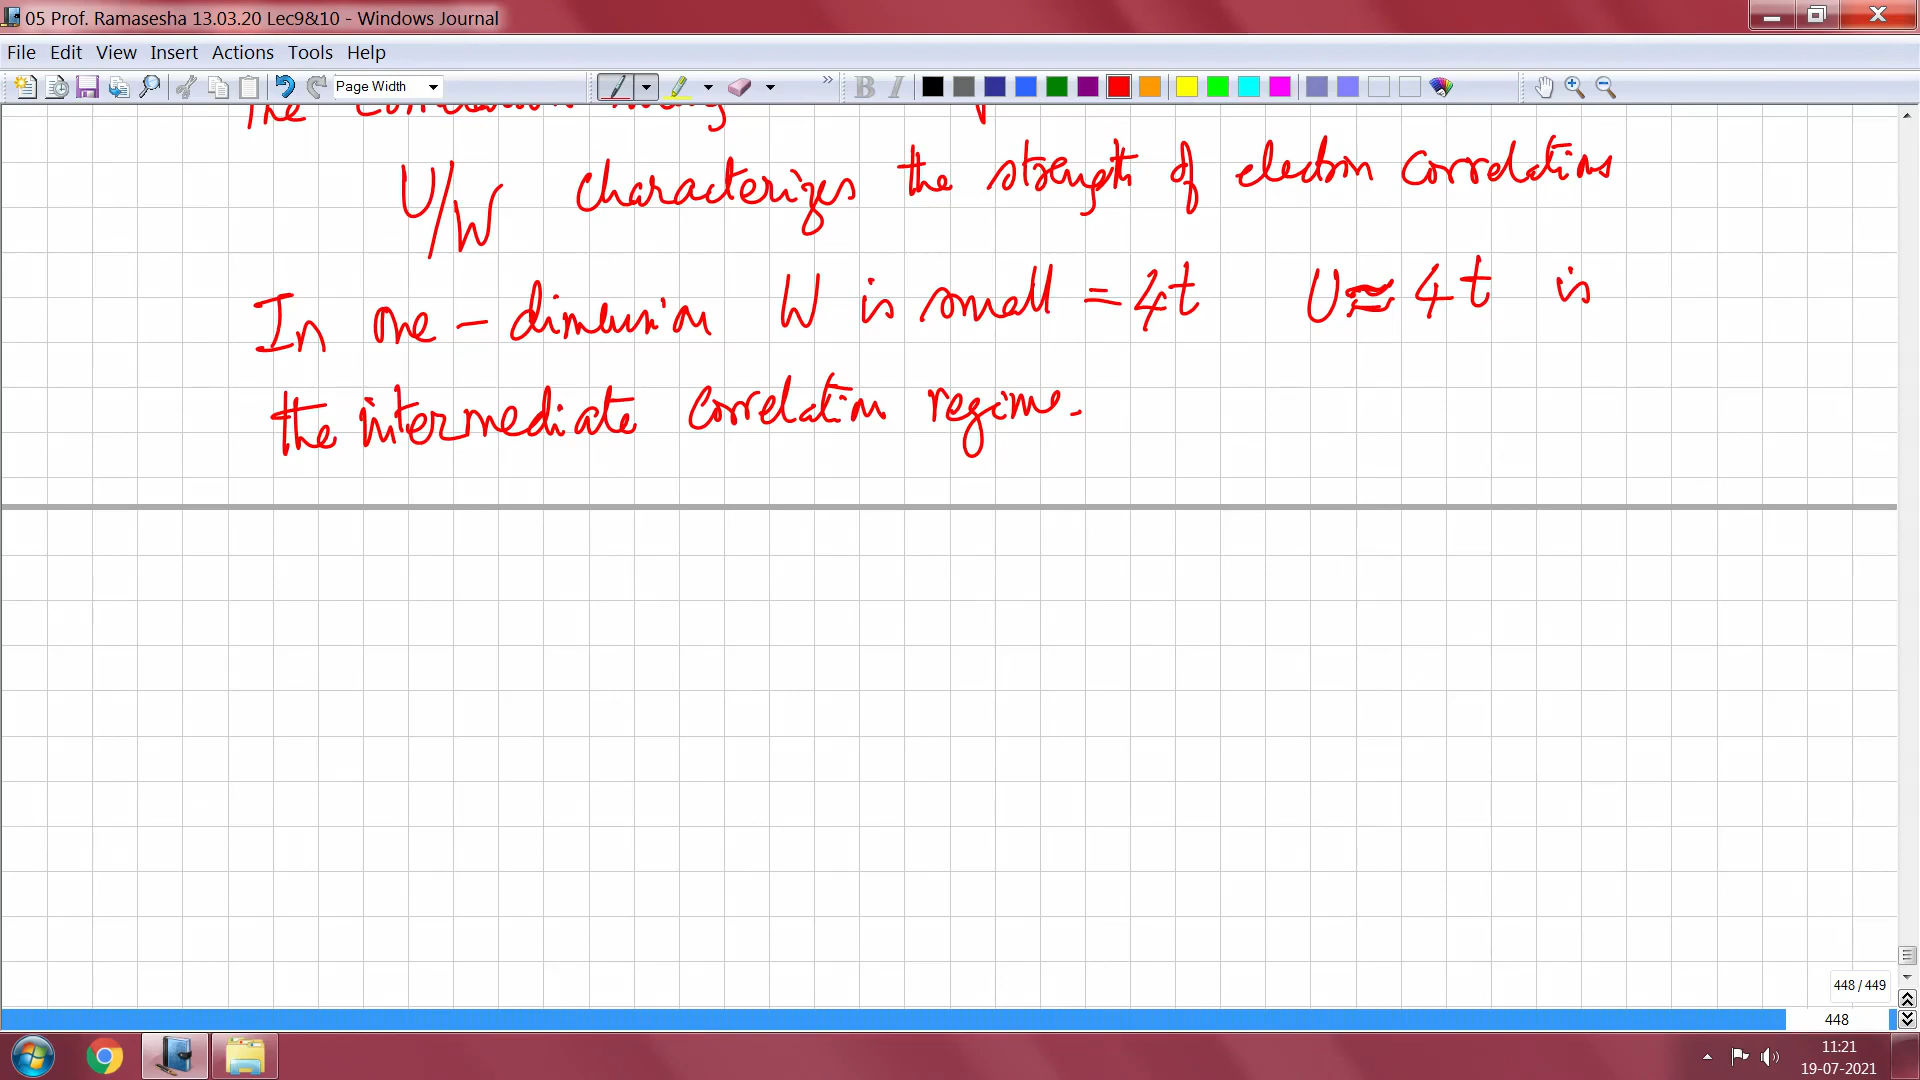 05 Prof. Ramasesha 13.03.20 Lec9&10 - Windows Journal
File Edit View Insert Actions Tools Help
Page Width
B I
The
U/W characterizes the strength of electron correlations
In one-dimension W is small = 4t U ≈ 4t is
the intermediate correlation regime.
448 / 449
448
11:21
19-07-2021